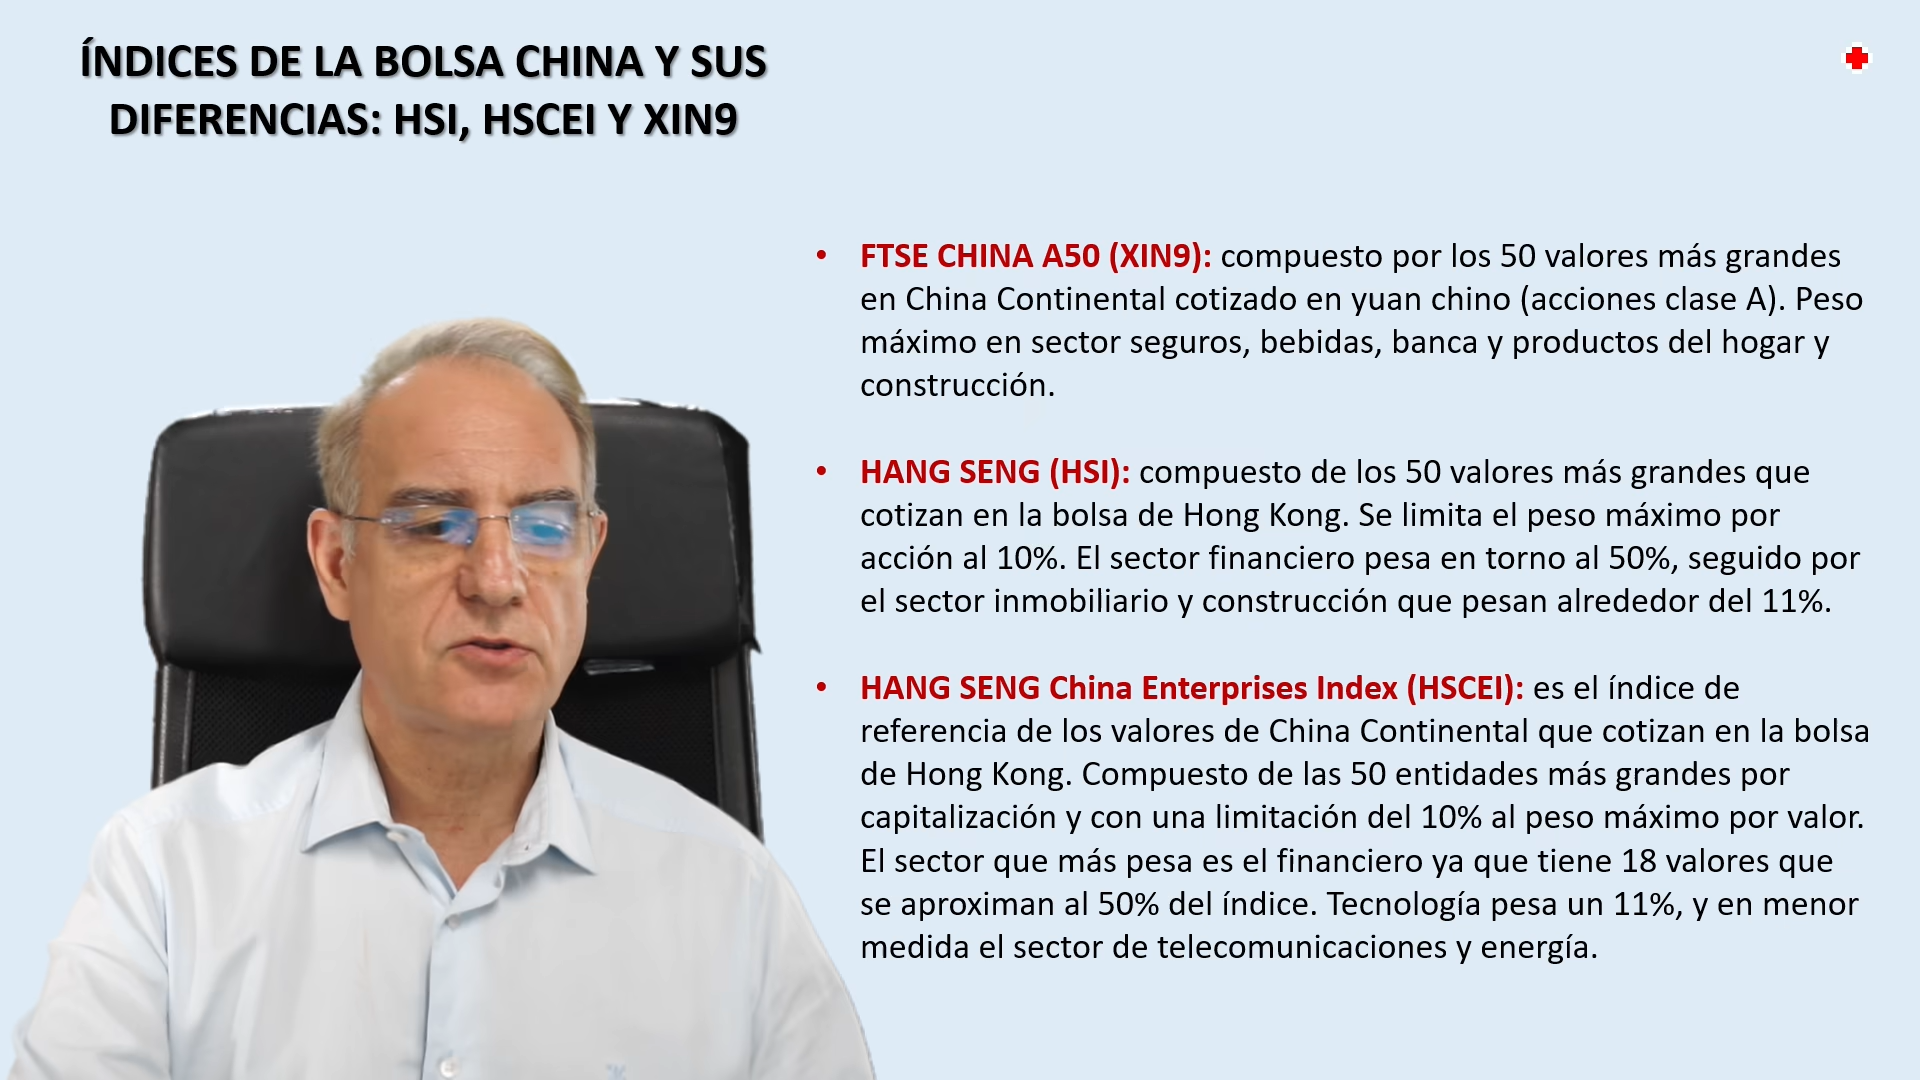 ÍNDICES DE LA BOLSA CHINA Y SUS
DIFERENCIAS: HSI, HSCEI Y XIN9
• FTSE CHINA A50 (XIN9): compuesto por los 50 valores más grandes
en China Continental cotizado en yuan chino (acciones clase A). Peso
máximo en sector seguros, bebidas, banca y productos del hogar y
construcción.
• HANG SENG (HSI): compuesto de los 50 valores más grandes que
cotizan en la bolsa de Hong Kong. Se limita el peso máximo por
acción al 10%. El sector financiero pesa en torno al 50%, seguido por
el sector inmobiliario y construcción que pesan alrededor del 11%.
• HANG SENG China Enterprises Index (HSCEI): es el índice de
referencia de los valores de China Continental que cotizan en la bolsa
de Hong Kong. Compuesto de las 50 entidades más grandes por
capitalización y con una limitación del 10% al peso máximo por valor.
El sector que más pesa es el financiero ya que tiene 18 valores que
se aproximan al 50% del índice. Tecnología pesa un 11%, y en menor
medida el sector de telecomunicaciones y energía.